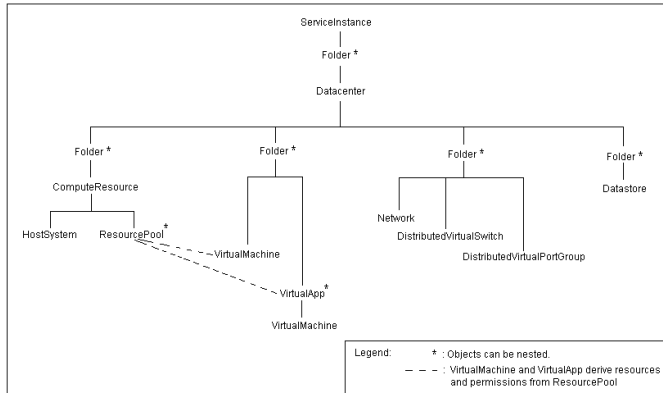 ServiceInstance
Folder *
Datacenter
Folder * Folder * Folder * Folder *
ComputeResource Datastore
HostSystem ResourcePool * VirtualMachine Network DistributedVirtualSwitch DistributedVirtualPortGroup
VirtualApp *
VirtualMachine
Legend: * : Objects can be nested.
: VirtualMachine and VirtualApp derive resources
and permissions from ResourcePool